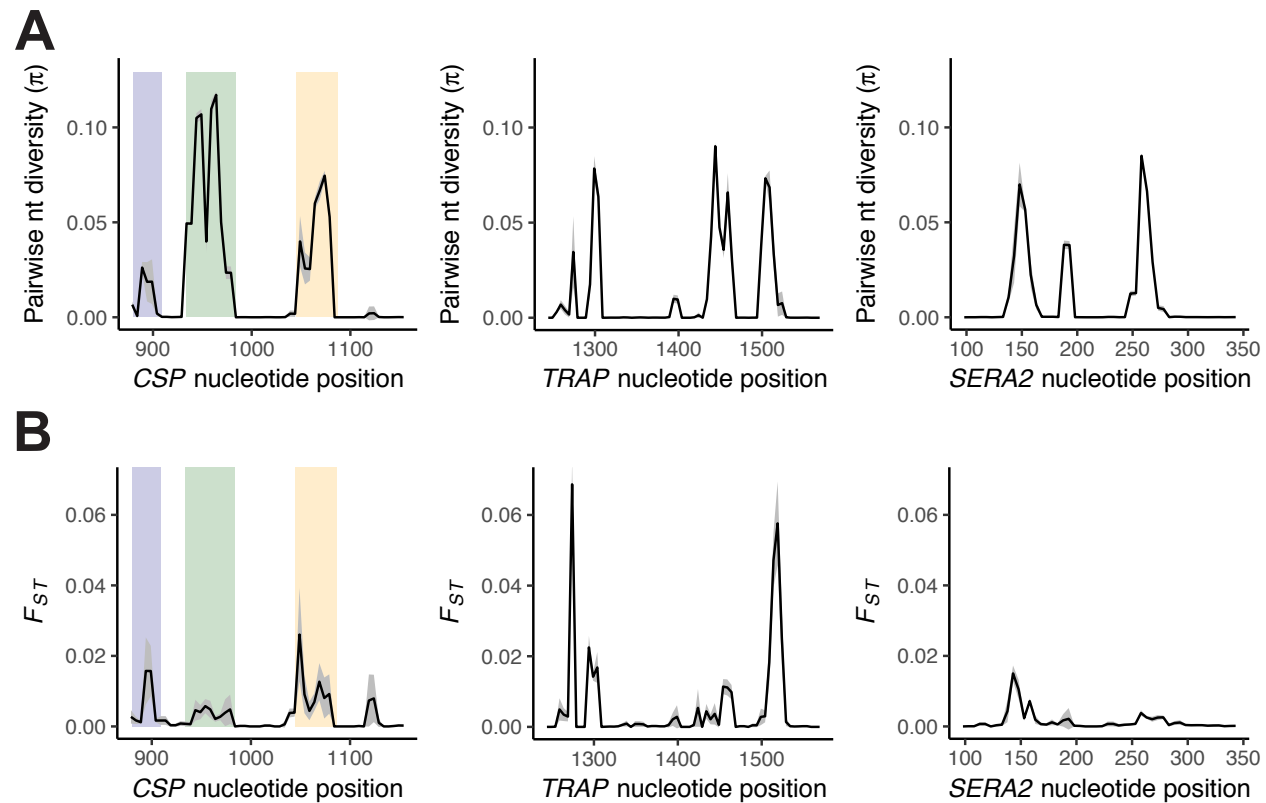 A
Pairwise nt diversity (π)
0.10
0.05
0.00
900 1000 1100
CSP nucleotide position
Pairwise nt diversity (π)
0.10
0.05
0.00
1300 1400 1500
TRAP nucleotide position
Pairwise nt diversity (π)
0.10
0.05
0.00
100 150 200 250 300 350
SERA2 nucleotide position
B
FST
0.06
0.04
0.02
0.00
900 1000 1100
CSP nucleotide position
FST
0.06
0.04
0.02
0.00
1300 1400 1500
TRAP nucleotide position
FST
0.06
0.04
0.02
0.00
100 150 200 250 300 350
SERA2 nucleotide position